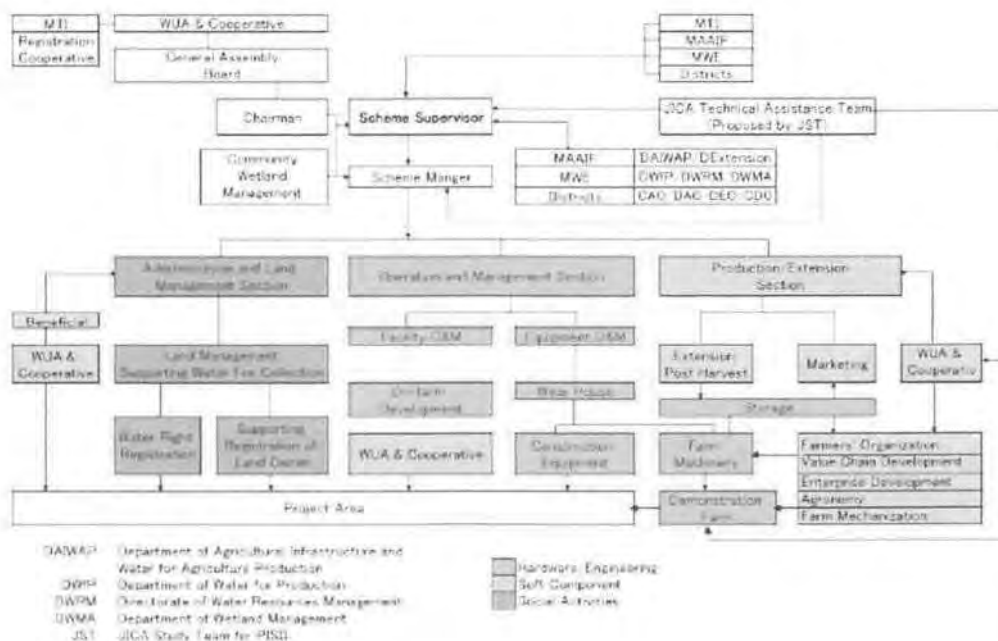 MTI
Registration
Cooperative
WUA & Cooperative
General Assembly
Board
MTI
MAAIF
MWE
Districts
Chairman
Scheme Supervisor
JICA Technical Assistance Team
(Proposed by JST)
Community
Wetland
Management
Scheme Manger
MAAIF
DAIWAP DExtension
MWE
DWfP DWRM DWMA
Districts
CAO DAO DEO CDO
Administration and Land
Management Section
Operation and Management Section
Production/Extension
Section
Beneficial
WUA &
Cooperative
Land Management
Supporting Water Fee Collection
Water Right
Registration
Supporting
Registration of
Land Owner
Facility O&M
Equipment O&M
On-farm
Development
Wear House
WUA & Cooperative
Construction
Equipment
Extension
Post Harvest
Marketing
WUA &
Cooperativ
Storage
Farm
Machinery
Farmers' Organization
Value Chain Development
Enterprise Development
Agronomy
Farm Mechanization
Project Area
Demonstration
Farm
DAIWAP Department of Agricultural Infrastructure and
Water for Agriculture Production
DWfP Department of Water for Production
DWRM Directorate of Water Resources Management
DWMA Department of Wetland Management
JST JICA Study Team for PISD
Hardware/Engineering
Soft Component
Social Activities